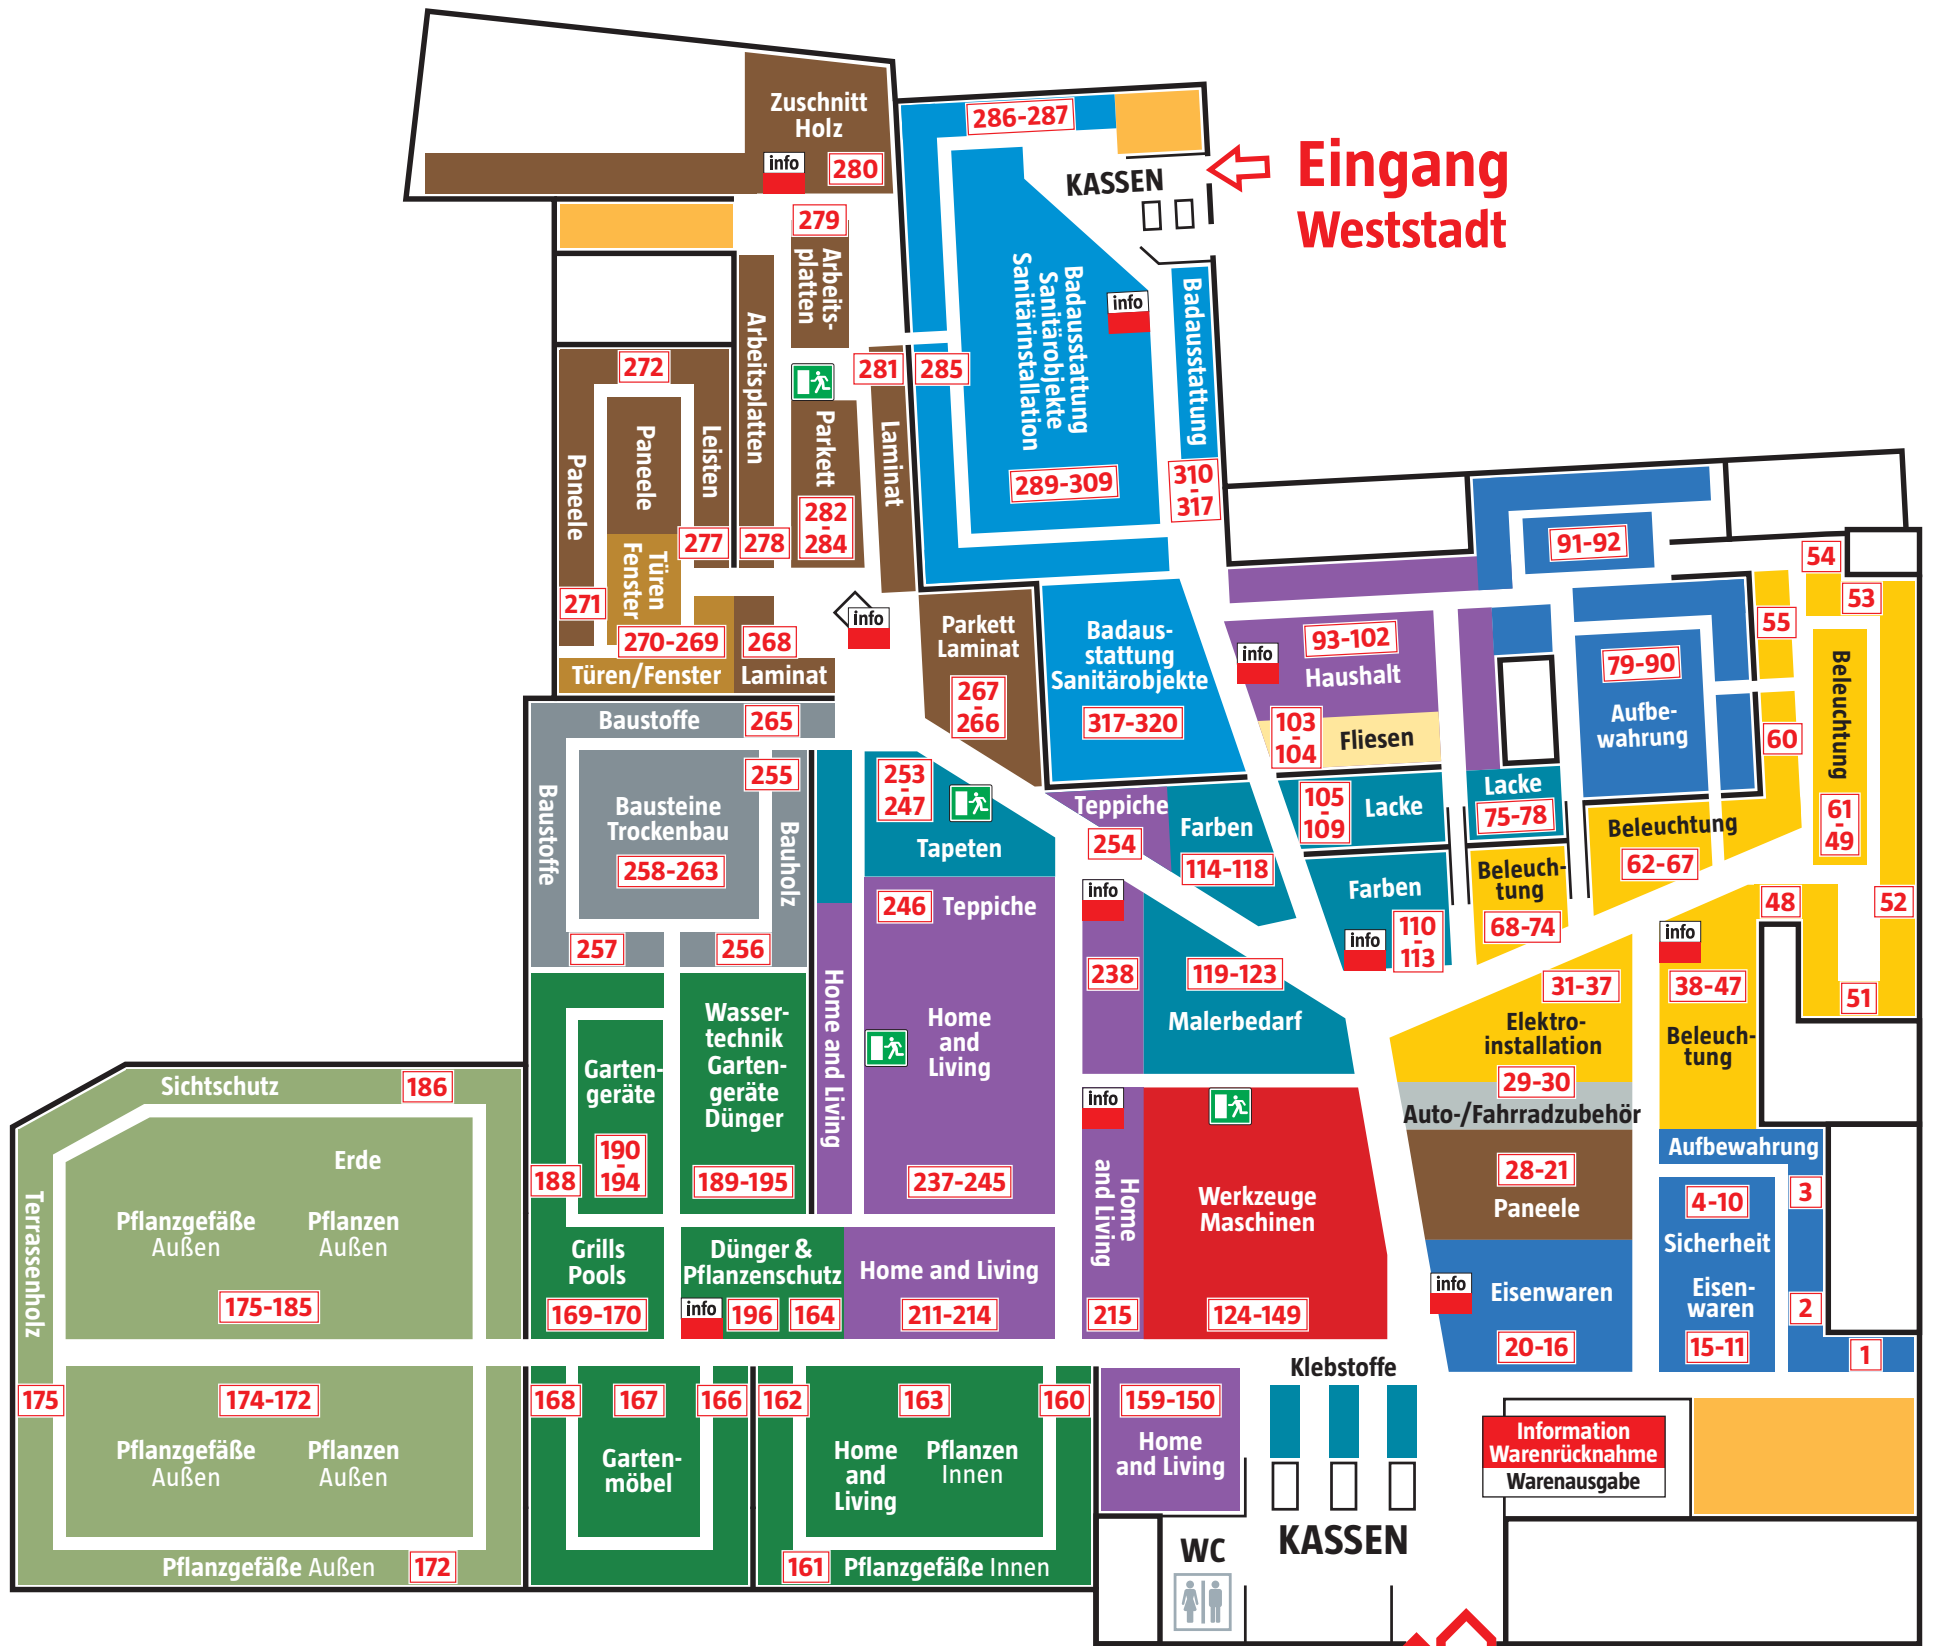 Zuschnitt
Holz
info
280
286-287
KASSEN
Eingang
Weststadt
279
Arbeits-
platten
Arbeitsplatten
272
281
285
Badausstattung
Sanitärobjekte
Sanitärinstallation
info
Badausstattung
289-309
310
-
317
Paneele
Paneele
Leisten
Parkett
282
-
284
Laminat
277
278
Türen
Fenster
271
270-269
268
Türen/Fenster
Laminat
info
Parkett
Laminat
267
-
266
Badaus-
stattung
Sanitärobjekte
317-320
91-92
54
53
55
info
93-102
Haushalt
103
-
104
Fliesen
79-90
Aufbe-
wahrung
60
Beleuchtung
61
-
49
Baustoffe
265
Baustoffe
255
Bausteine
Trockenbau
258-263
Bauholz
257
256
253
-
247
Tapeten
Teppiche
254
Farben
114-118
105
-
109
Lacke
Lacke
75-78
Beleuchtung
62-67
Farben
info
110
-
113
Beleuch-
tung
68-74
48
52
51
246
Teppiche
info
238
119-123
Malerbedarf
31-37
Elektro-
installation
info
38-47
Beleuch-
tung
Home and Living
Home
and
Living
237-245
Wasser-
technik
Garten-
geräte
Dünger
189-195
Garten-
geräte
190
-
194
188
29-30
Auto-/Fahrradzubehör
28-21
Paneele
Aufbewahrung
4-10
Sicherheit
Eisen-
waren
15-11
3
2
1
Sichtschutz
186
Erde
Pflanzgefäße
Außen
Pflanzen
Außen
175-185
Terrassenholz
Grills
Pools
169-170
Dünger &
Pflanzenschutz
info
196
164
Home and Living
211-214
info
Home
and Living
215
Werkzeuge
Maschinen
124-149
info
Eisenwaren
20-16
175
174-172
Pflanzgefäße
Außen
Pflanzen
Außen
Pflanzgefäße Außen
172
168
167
166
Garten-
möbel
162
163
160
Home
and
Living
Pflanzen
Innen
161
Pflanzgefäße Innen
159-150
Home
and Living
Klebstoffe
KASSEN
WC
Information
Warenrücknahme
Warenausgabe